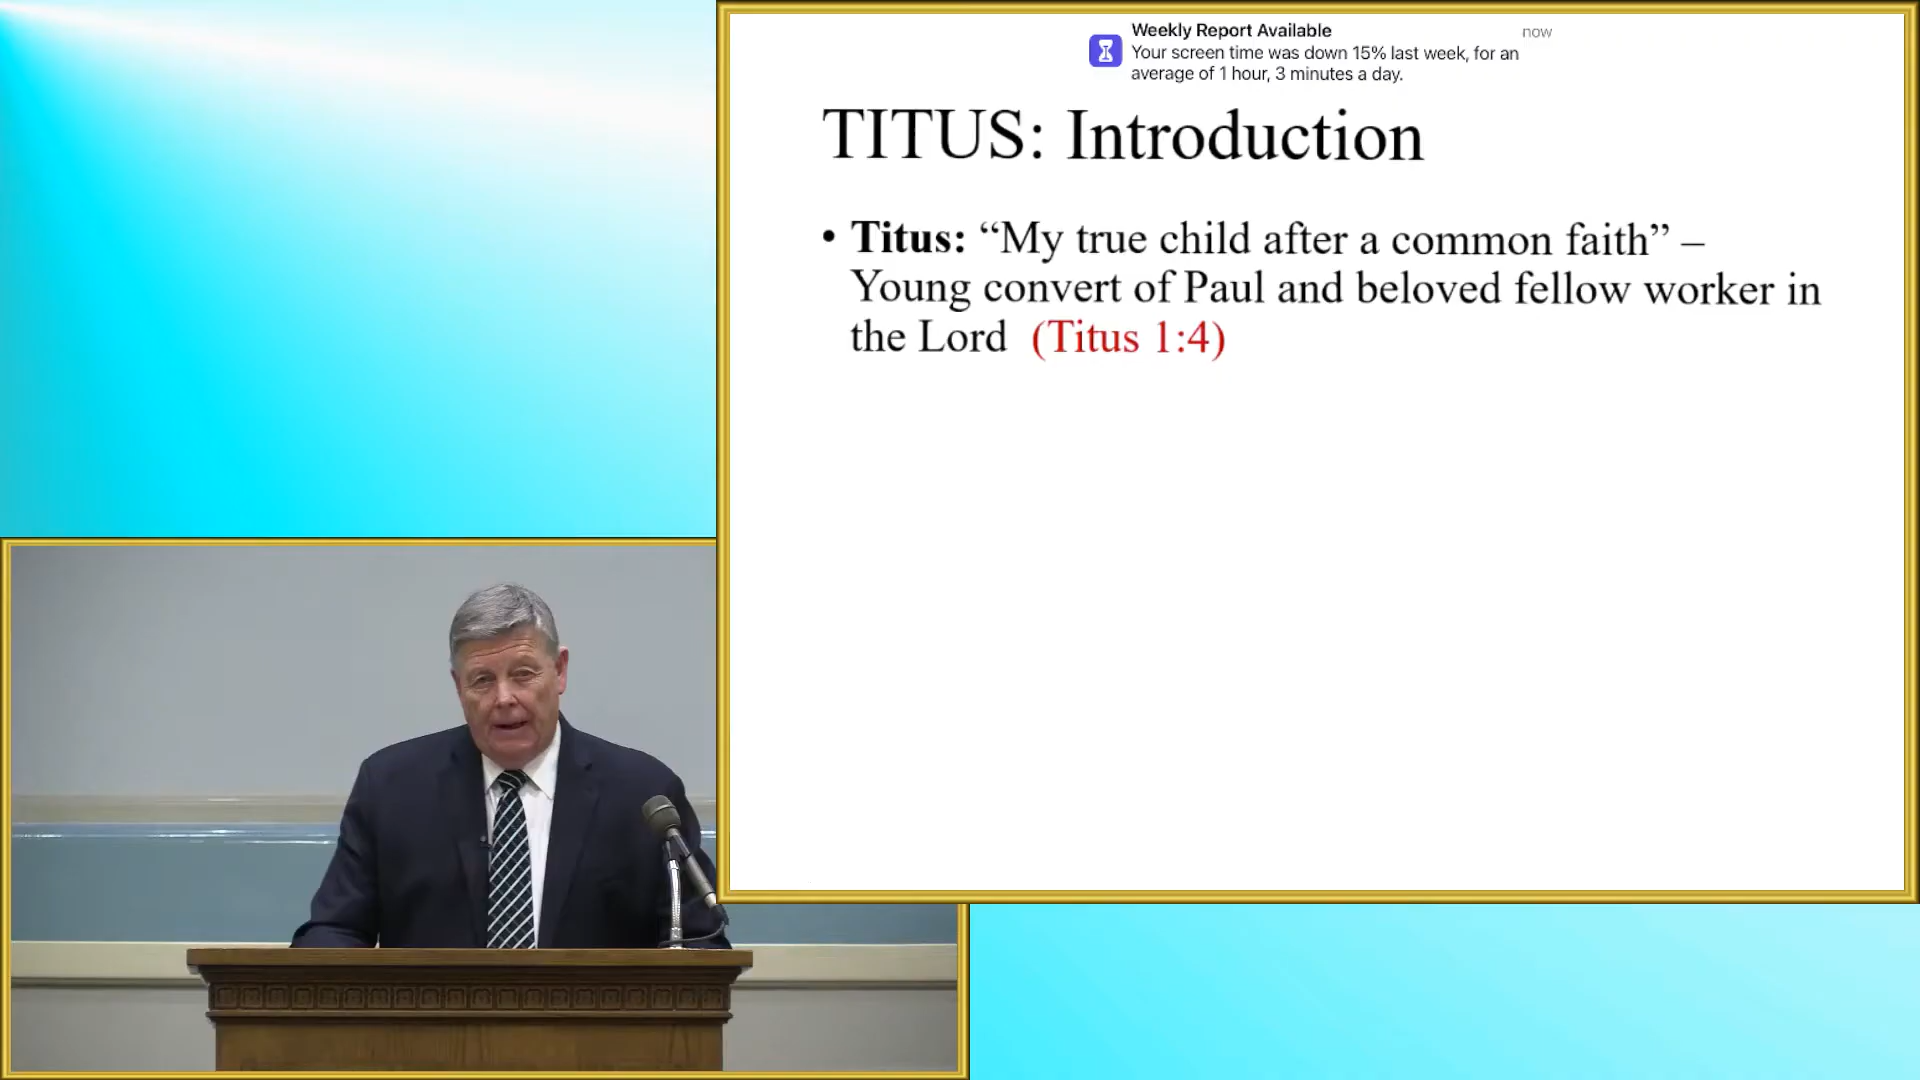 Weekly Report Available
now
Your screen time was down 15% last week, for an
average of 1 hour, 3 minutes a day.
TITUS: Introduction
• Titus: “My true child after a common faith” –
Young convert of Paul and beloved fellow worker in
the Lord (Titus 1:4)